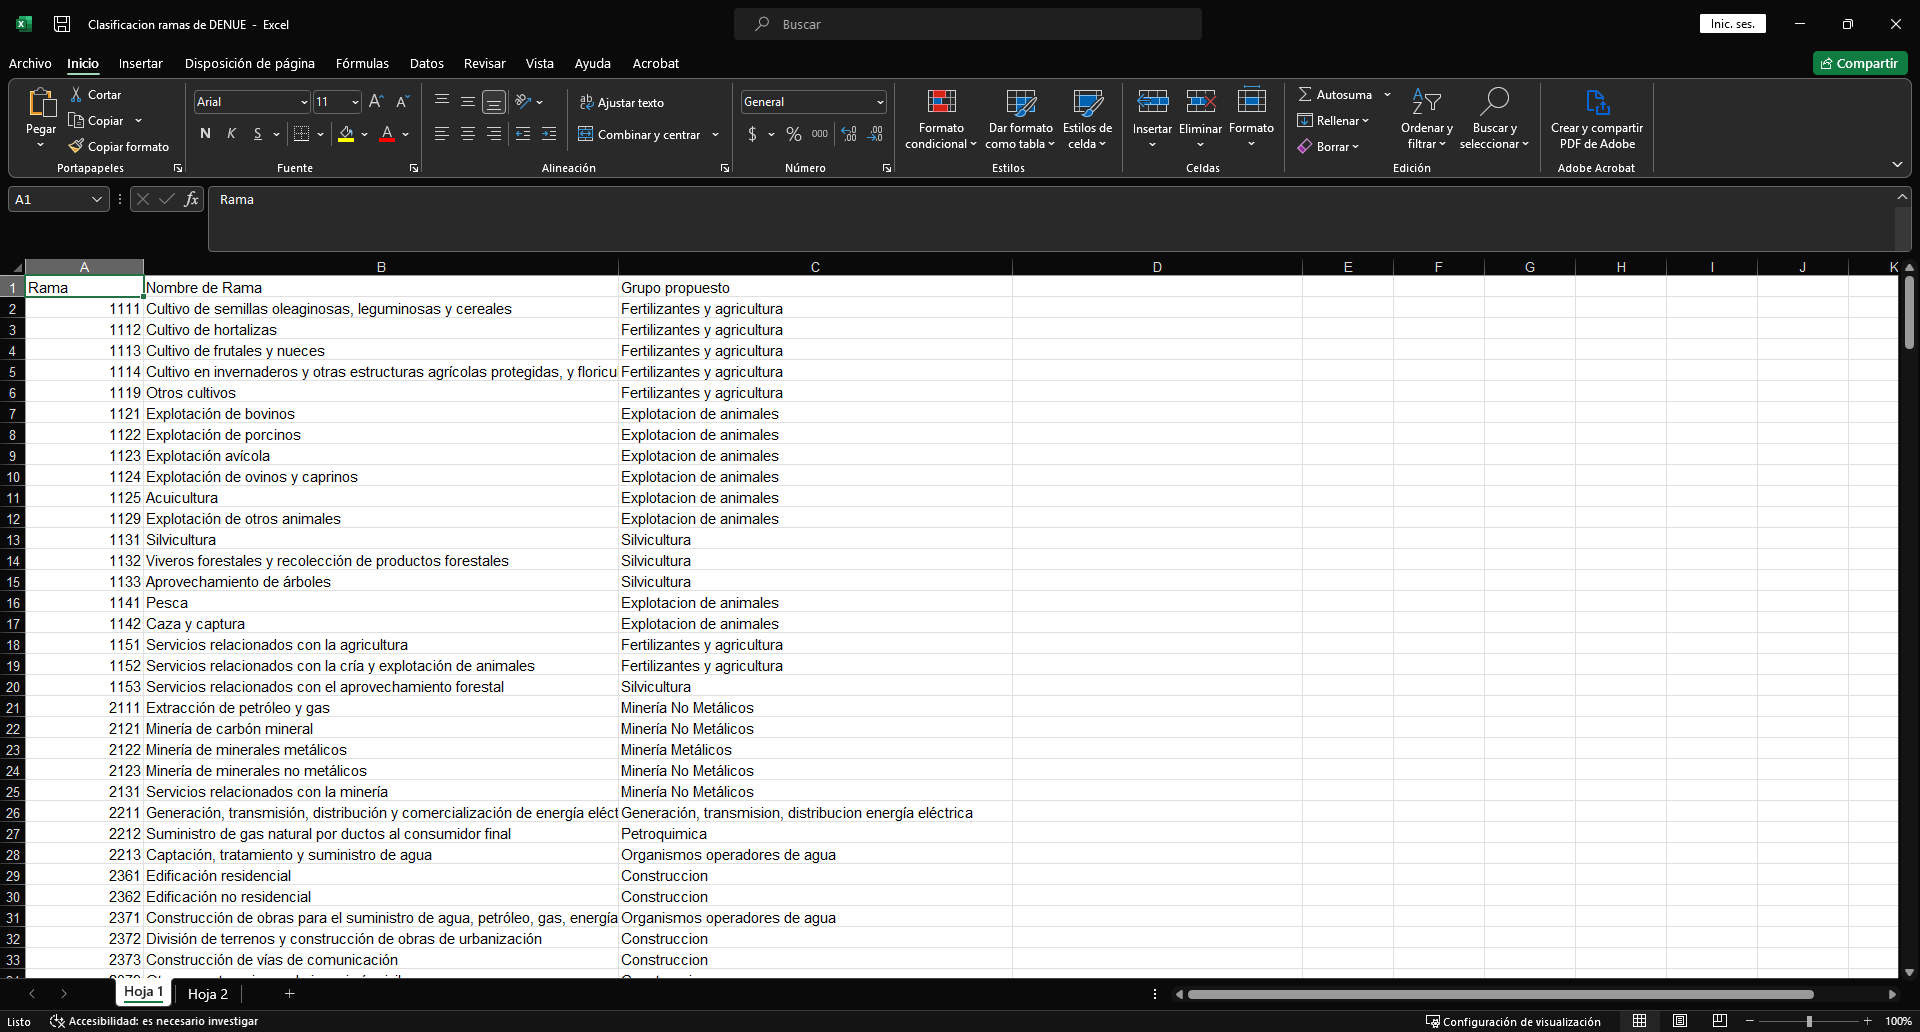 Clasificacion ramas de DENUE - Excel
Buscar
Inic. ses.
Archivo Inicio Insertar Disposición de página Fórmulas Datos Revisar Vista Ayuda Acrobat
Compartir
Pegar
Cortar
Copiar
Copiar formato
Portapapeles
Arial 11
N K S
Fuente
Ajustar texto
Combinar y centrar
Alineación
General
$ % 000
Número
Formato condicional
Dar formato como tabla
Estilos de celda
Estilos
Insertar Eliminar Formato
Celdas
Autosuma
Rellenar
Borrar
Ordenar y filtrar
Buscar y seleccionar
Edición
Crear y compartir PDF de Adobe
Adobe Acrobat
A1 fx Rama
A B C D E F G H I J K
1 Rama Nombre de Rama Grupo propuesto
2 1111 Cultivo de semillas oleaginosas, leguminosas y cereales Fertilizantes y agricultura
3 1112 Cultivo de hortalizas Fertilizantes y agricultura
4 1113 Cultivo de frutales y nueces Fertilizantes y agricultura
5 1114 Cultivo en invernaderos y otras estructuras agrícolas protegidas, y floricu Fertilizantes y agricultura
6 1119 Otros cultivos Fertilizantes y agricultura
7 1121 Explotación de bovinos Explotacion de animales
8 1122 Explotación de porcinos Explotacion de animales
9 1123 Explotación avícola Explotacion de animales
10 1124 Explotación de ovinos y caprinos Explotacion de animales
11 1125 Acuicultura Explotacion de animales
12 1129 Explotación de otros animales Explotacion de animales
13 1131 Silvicultura Silvicultura
14 1132 Viveros forestales y recolección de productos forestales Silvicultura
15 1133 Aprovechamiento de árboles Silvicultura
16 1141 Pesca Explotacion de animales
17 1142 Caza y captura Explotacion de animales
18 1151 Servicios relacionados con la agricultura Fertilizantes y agricultura
19 1152 Servicios relacionados con la cría y explotación de animales Fertilizantes y agricultura
20 1153 Servicios relacionados con el aprovechamiento forestal Silvicultura
21 2111 Extracción de petróleo y gas Minería No Metálicos
22 2121 Minería de carbón mineral Minería No Metálicos
23 2122 Minería de minerales metálicos Minería Metálicos
24 2123 Minería de minerales no metálicos Minería No Metálicos
25 2131 Servicios relacionados con la minería Minería No Metálicos
26 2211 Generación, transmisión, distribución y comercialización de energía eléct Generación, transmision, distribucion energía eléctrica
27 2212 Suministro de gas natural por ductos al consumidor final Petroquimica
28 2213 Captación, tratamiento y suministro de agua Organismos operadores de agua
29 2361 Edificación residencial Construccion
30 2362 Edificación no residencial Construccion
31 2371 Construcción de obras para el suministro de agua, petróleo, gas, energía Organismos operadores de agua
32 2372 División de terrenos y construcción de obras de urbanización Construccion
33 2373 Construcción de vías de comunicación Construccion
Hoja 1 Hoja 2
Listo Accesibilidad: es necesario investigar Configuración de visualización 100%